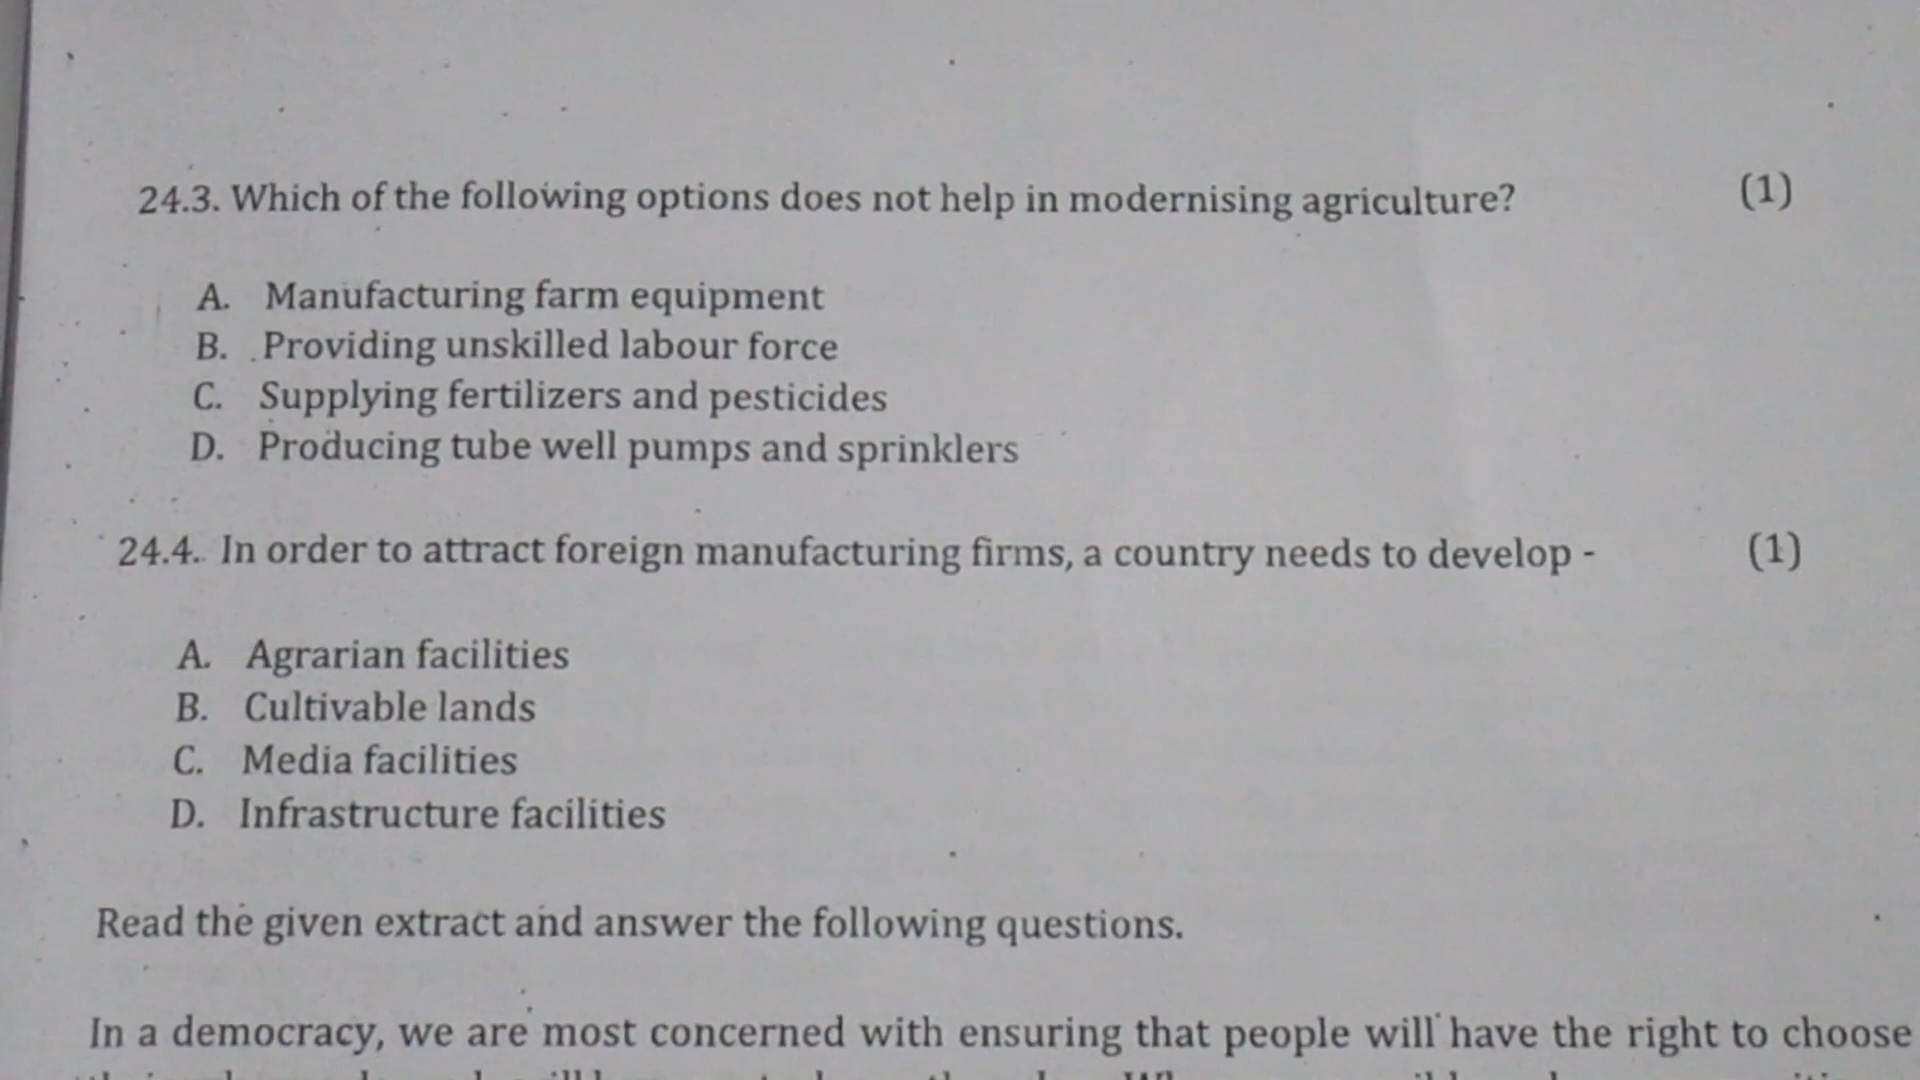 24.3. Which of the following options does not help in modernising agriculture? (1)
A. Manufacturing farm equipment
B. Providing unskilled labour force
C. Supplying fertilizers and pesticides
D. Producing tube well pumps and sprinklers
24.4. In order to attract foreign manufacturing firms, a country needs to develop - (1)
A. Agrarian facilities
B. Cultivable lands
C. Media facilities
D. Infrastructure facilities
Read the given extract and answer the following questions.
In a democracy, we are most concerned with ensuring that people will have the right to choose